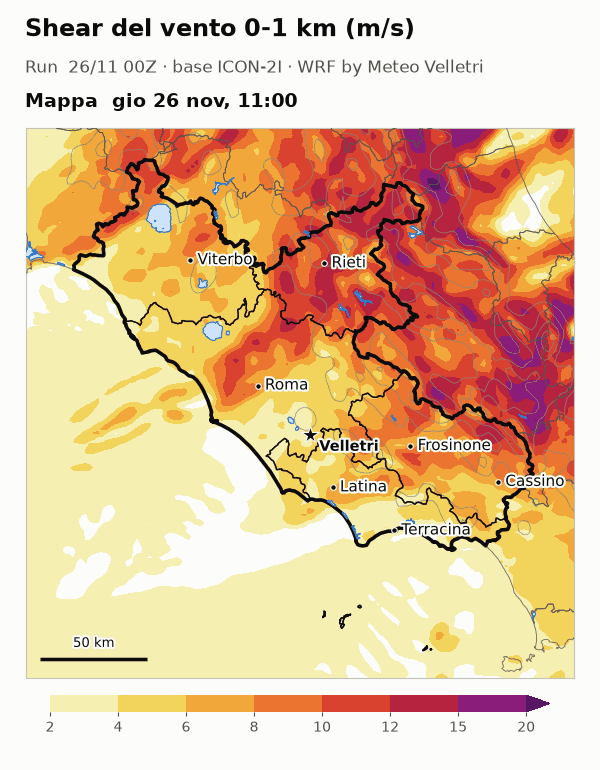 Shear del vento 0-1 km (m/s)
Run  26/11 00Z · base ICON-2I · WRF by Meteo Velletri
Mappa  gio 26 nov, 11:00
Viterbo
Rieti
Roma
Velletri
Frosinone
Latina
Cassino
Terracina
50 km
2 4 6 8 10 12 15 20